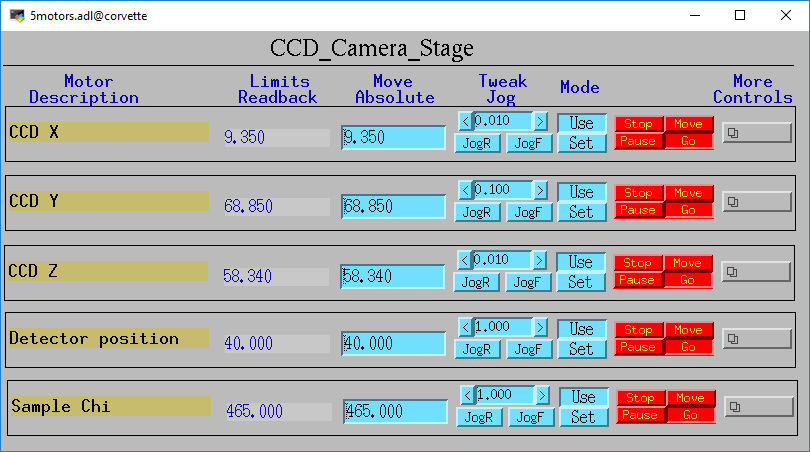 5motors.adl@corvette
CCD_Camera_Stage
Motor Description Limits Readback Move Absolute Tweak Jog Mode More Controls
CCD X 9.350 9.350 < 0.010 > Use Stop Move
JogR JogF Set Pause Go
CCD Y 68.850 68.850 < 0.100 > Use Stop Move
JogR JogF Set Pause Go
CCD Z 58.340 58.340 < 0.010 > Use Stop Move
JogR JogF Set Pause Go
Detector position 40.000 40.000 < 1.000 > Use Stop Move
JogR JogF Set Pause Go
Sample Chi 465.000 465.000 < 1.000 > Use Stop Move
JogR JogF Set Pause Go